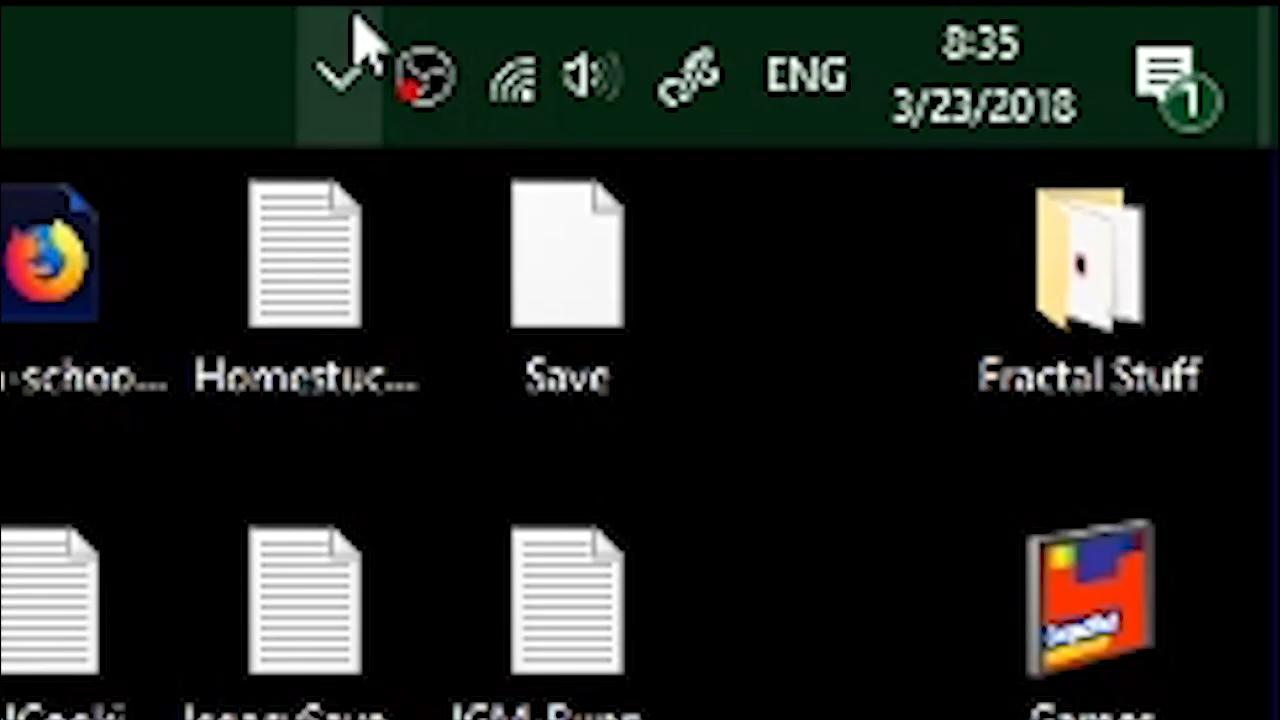 ENG
8:35
3/23/2018
1
-schoo...
Homestuc...
Save
Fractal Stuff